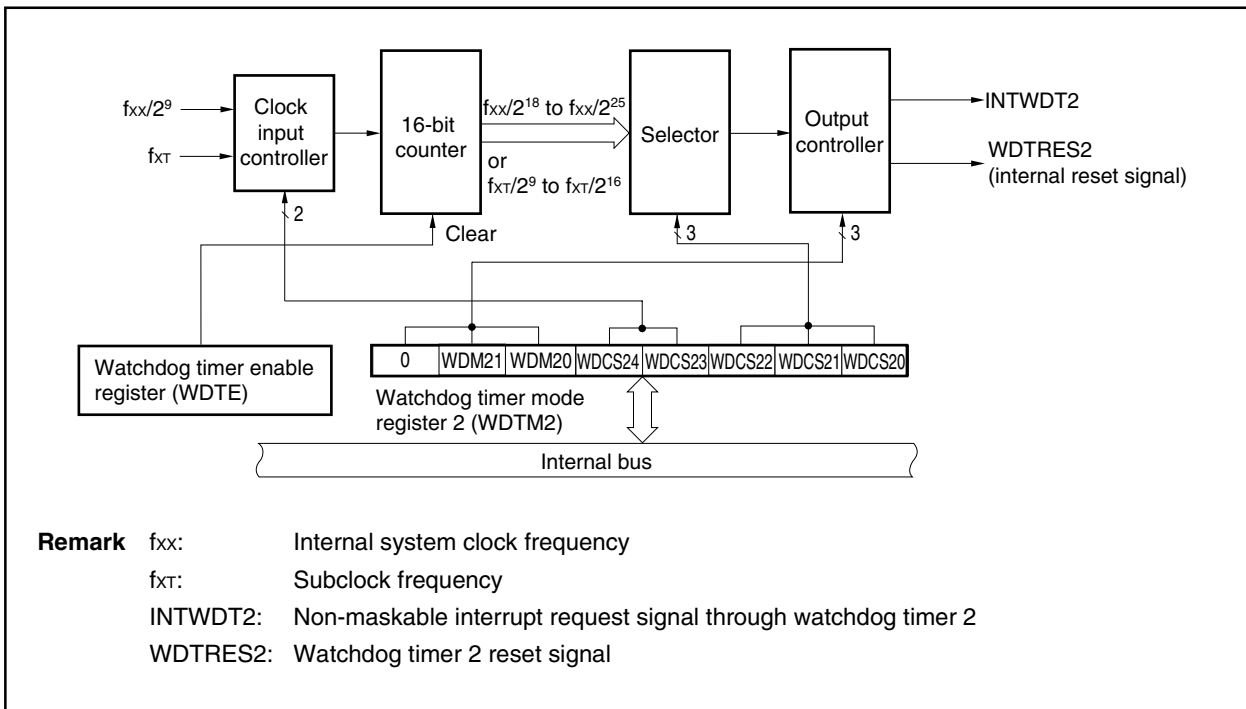 fXX/2⁹
fXT
Clock
input
controller
2
16-bit
counter
Clear
fXX/2¹⁸ to fXX/2²⁵
or
fXT/2⁹ to fXT/2¹⁶
Selector
3
Output
controller
3
INTWDT2
WDTRES2
(internal reset signal)
Watchdog timer enable
register (WDTE)
0 WDM21 WDM20 WDCS24 WDCS23 WDCS22 WDCS21 WDCS20
Watchdog timer mode
register 2 (WDTM2)
Internal bus
Remark fXX: Internal system clock frequency
fXT: Subclock frequency
INTWDT2: Non-maskable interrupt request signal through watchdog timer 2
WDTRES2: Watchdog timer 2 reset signal